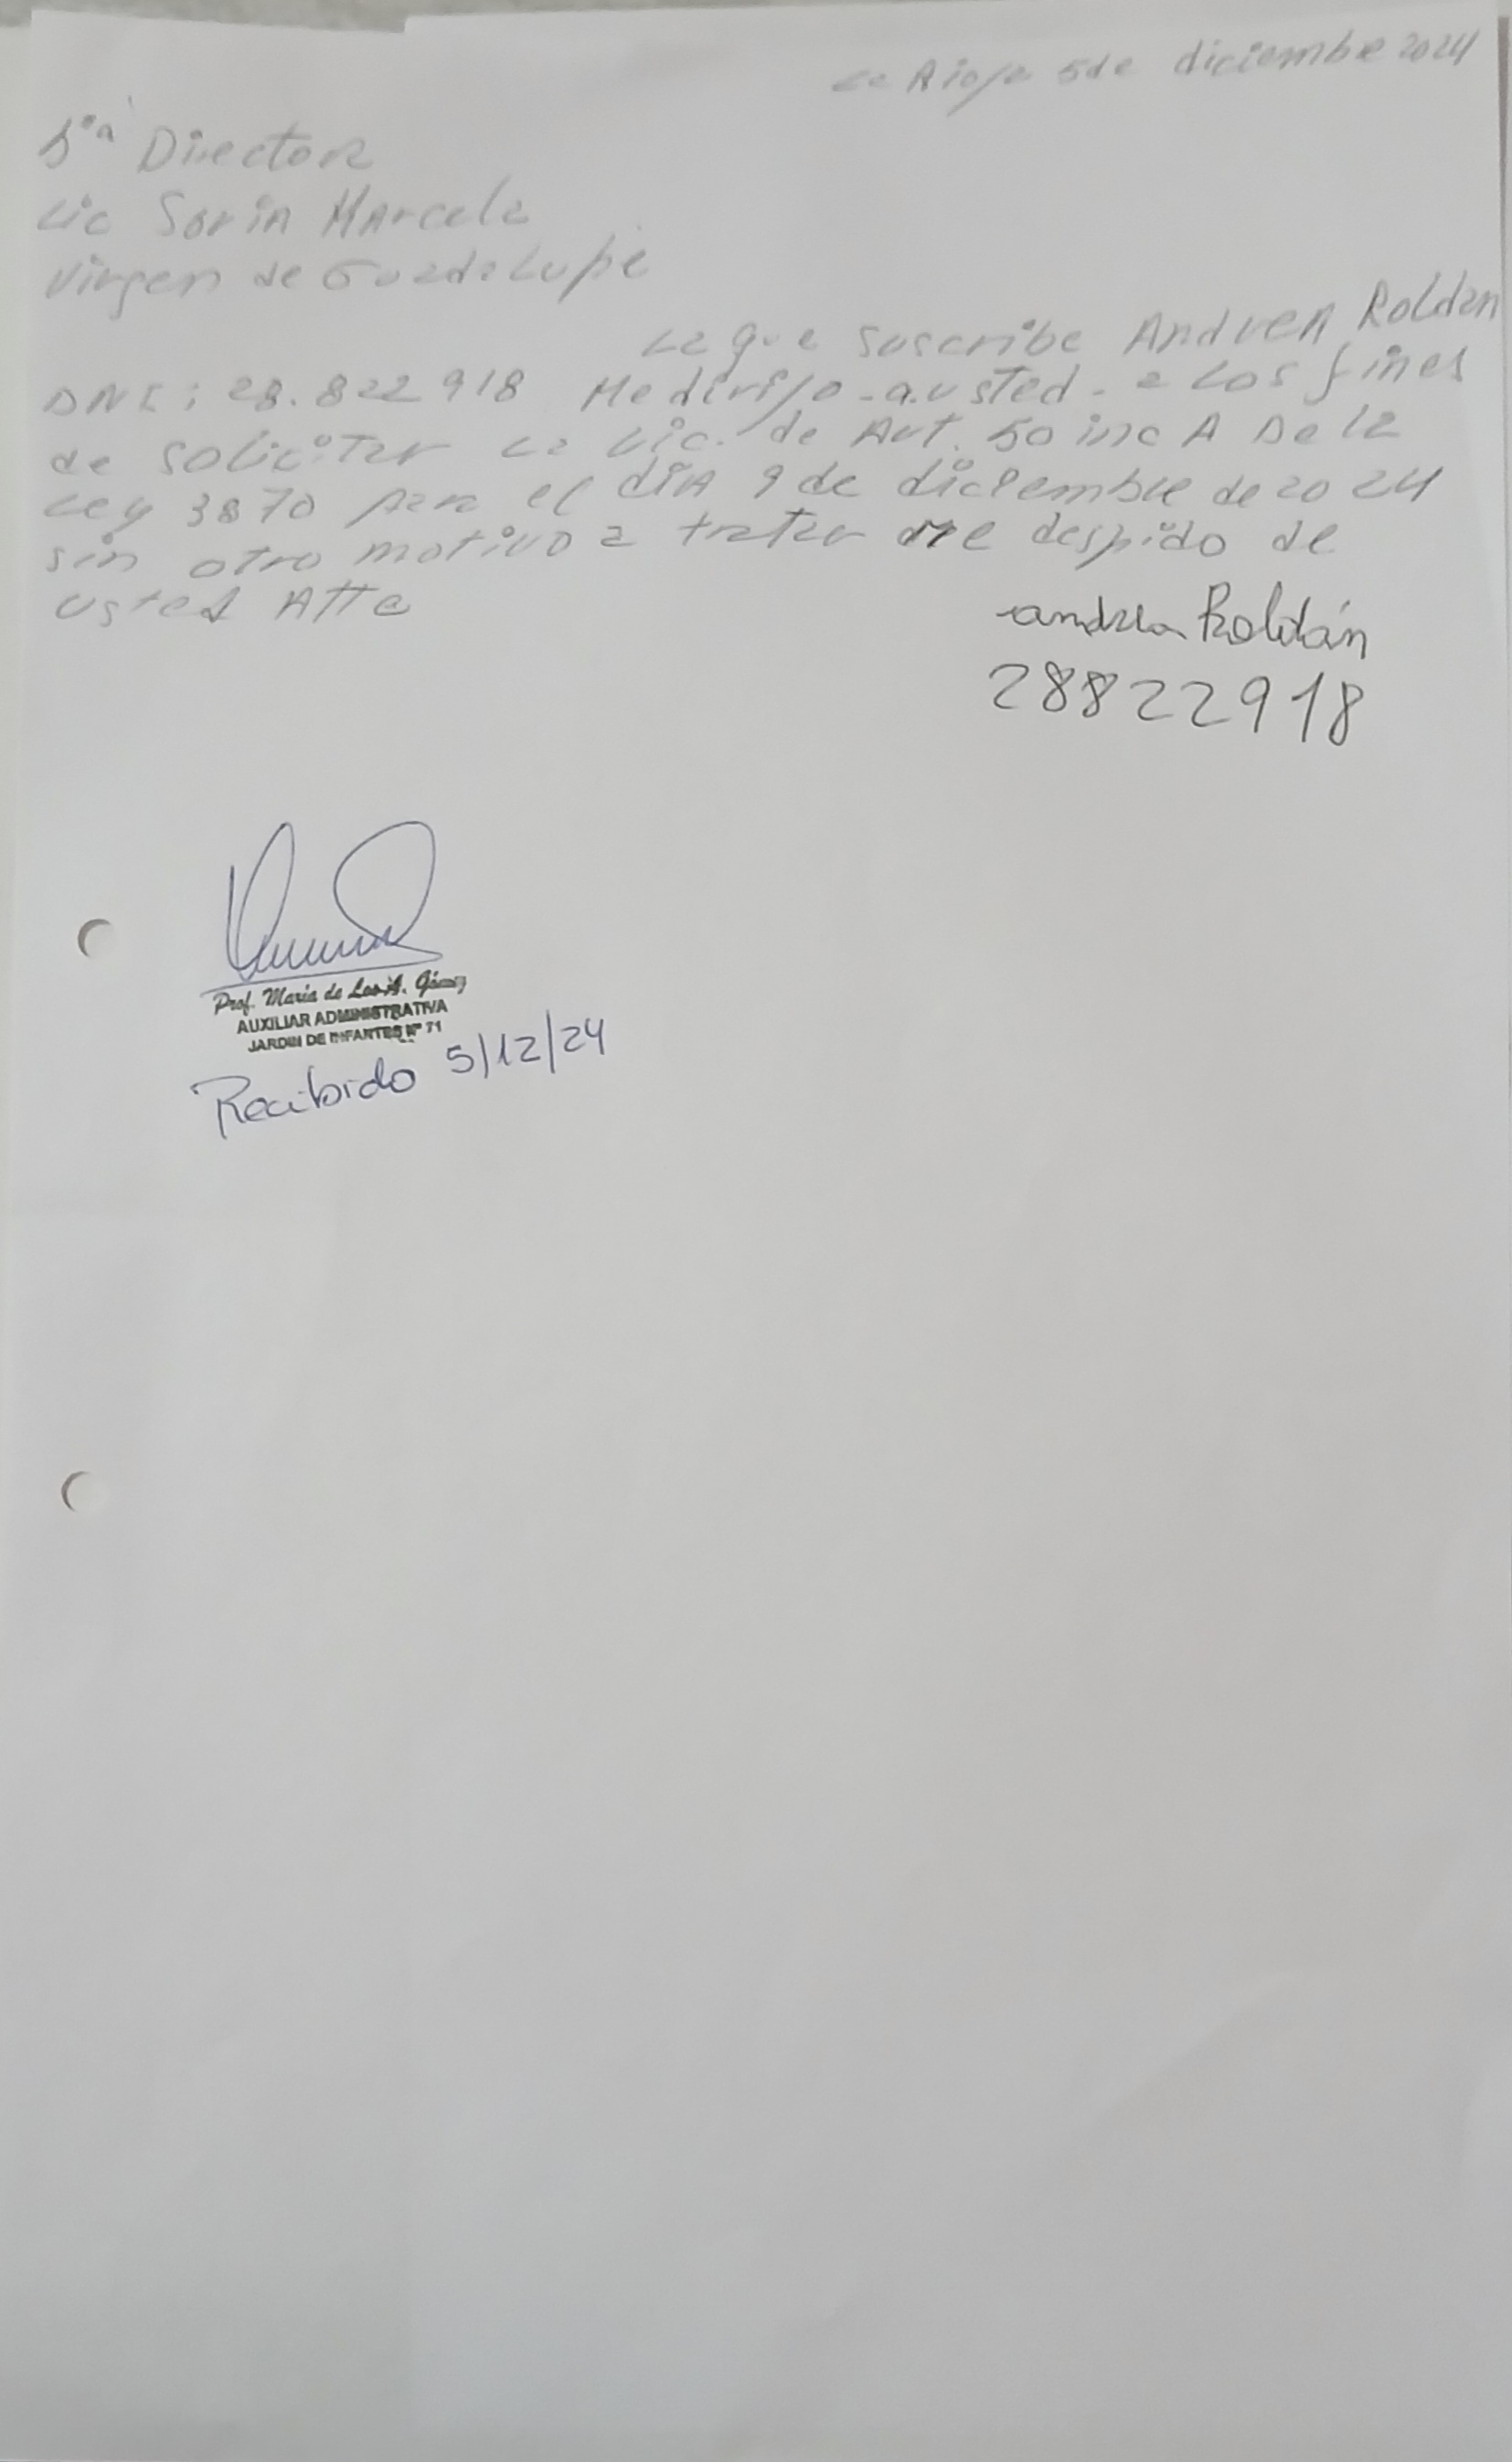 La Rioja 5 de diciembre 2024
Sra Director
Lic Sorin Marcela
Virgen de Guadalupe
La que suscribe Andrea Roldan
DNI: 28.822 918 Me dirijo a usted a los fines
de solicitar la Lic. de Art. 50 inc A De la
Ley 3870 para el día 9 de diciembre de 2024
sin otro motivo a tratar me despido de
usted Atte
Andrea Roldán
28822918
Prof. María de Los A. Gómez
AUXILIAR ADMINISTRATIVA
JARDIN DE INFANTES Nº 71
Recibido 5/12/24